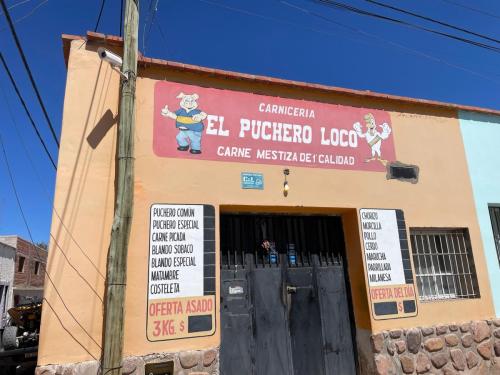 CARNICERIA
EL PUCHERO LOCO
CARNE MESTIZA DE 1° CALIDAD
PUCHERO COMÚN
PUCHERO ESPECIAL
CARNE PICADA
BLANDO SOBACO
BLANDO ESPECIAL
MATAMBRE
COSTELETA
OFERTA ASADO
3KG. $
CHORIZO
MORCILLA
POLLO
CERDO
MARUCHA
PARRILLADA
MILANESA
OFERTA DEL DIA
$